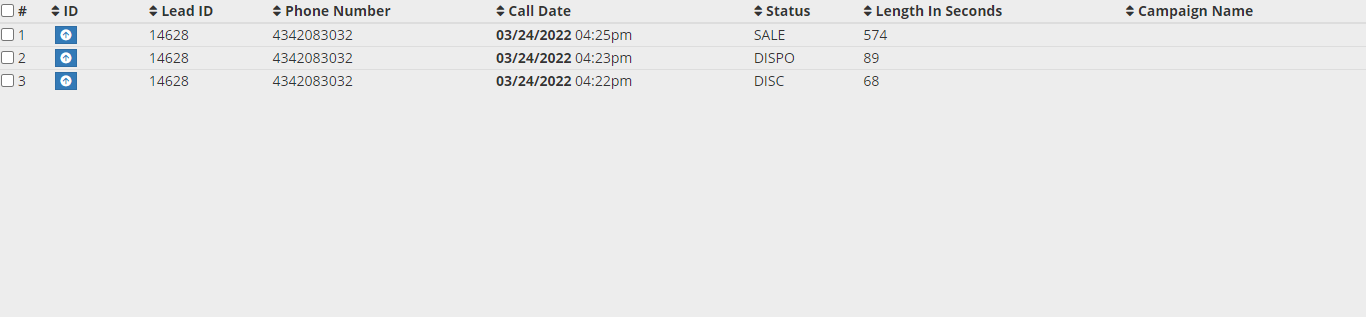 # ID Lead ID Phone Number Call Date Status Length In Seconds Campaign Name
1 14628 4342083032 03/24/2022 04:25pm SALE 574
2 14628 4342083032 03/24/2022 04:23pm DISPO 89
3 14628 4342083032 03/24/2022 04:22pm DISC 68